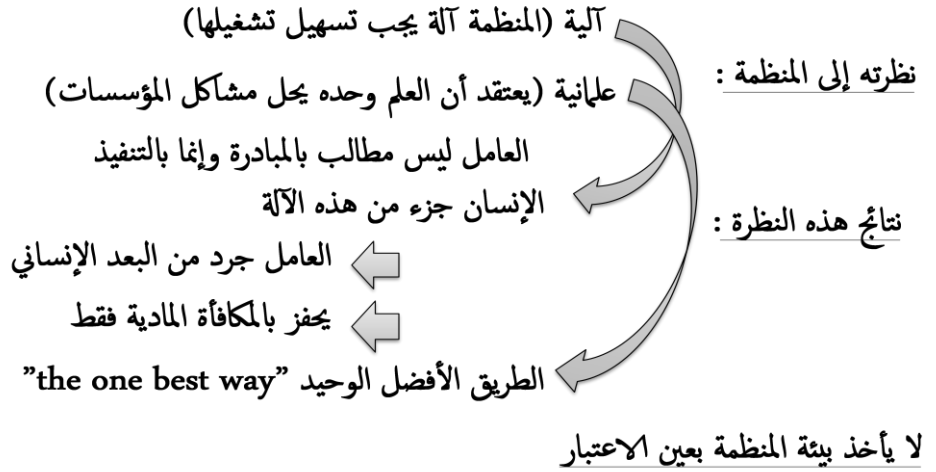 آلية (المنظمة آلة يجب تسهيل تشغيلها)
نظرته إلى المنظمة :
علمانية (يعتقد أن العلم وحده يحل مشاكل المؤسسات)
العامل ليس مطالب بالمبادرة وإنما بالتنفيذ
الإنسان جزء من هذه الآلة
نتائج هذه النظرة :
العامل جرد من البعد الإنساني
يحفز بالمكافأة المادية فقط
الطريق الأفضل الوحيد ”the one best way”
لا يأخذ بيئة المنظمة بعين الاعتبار